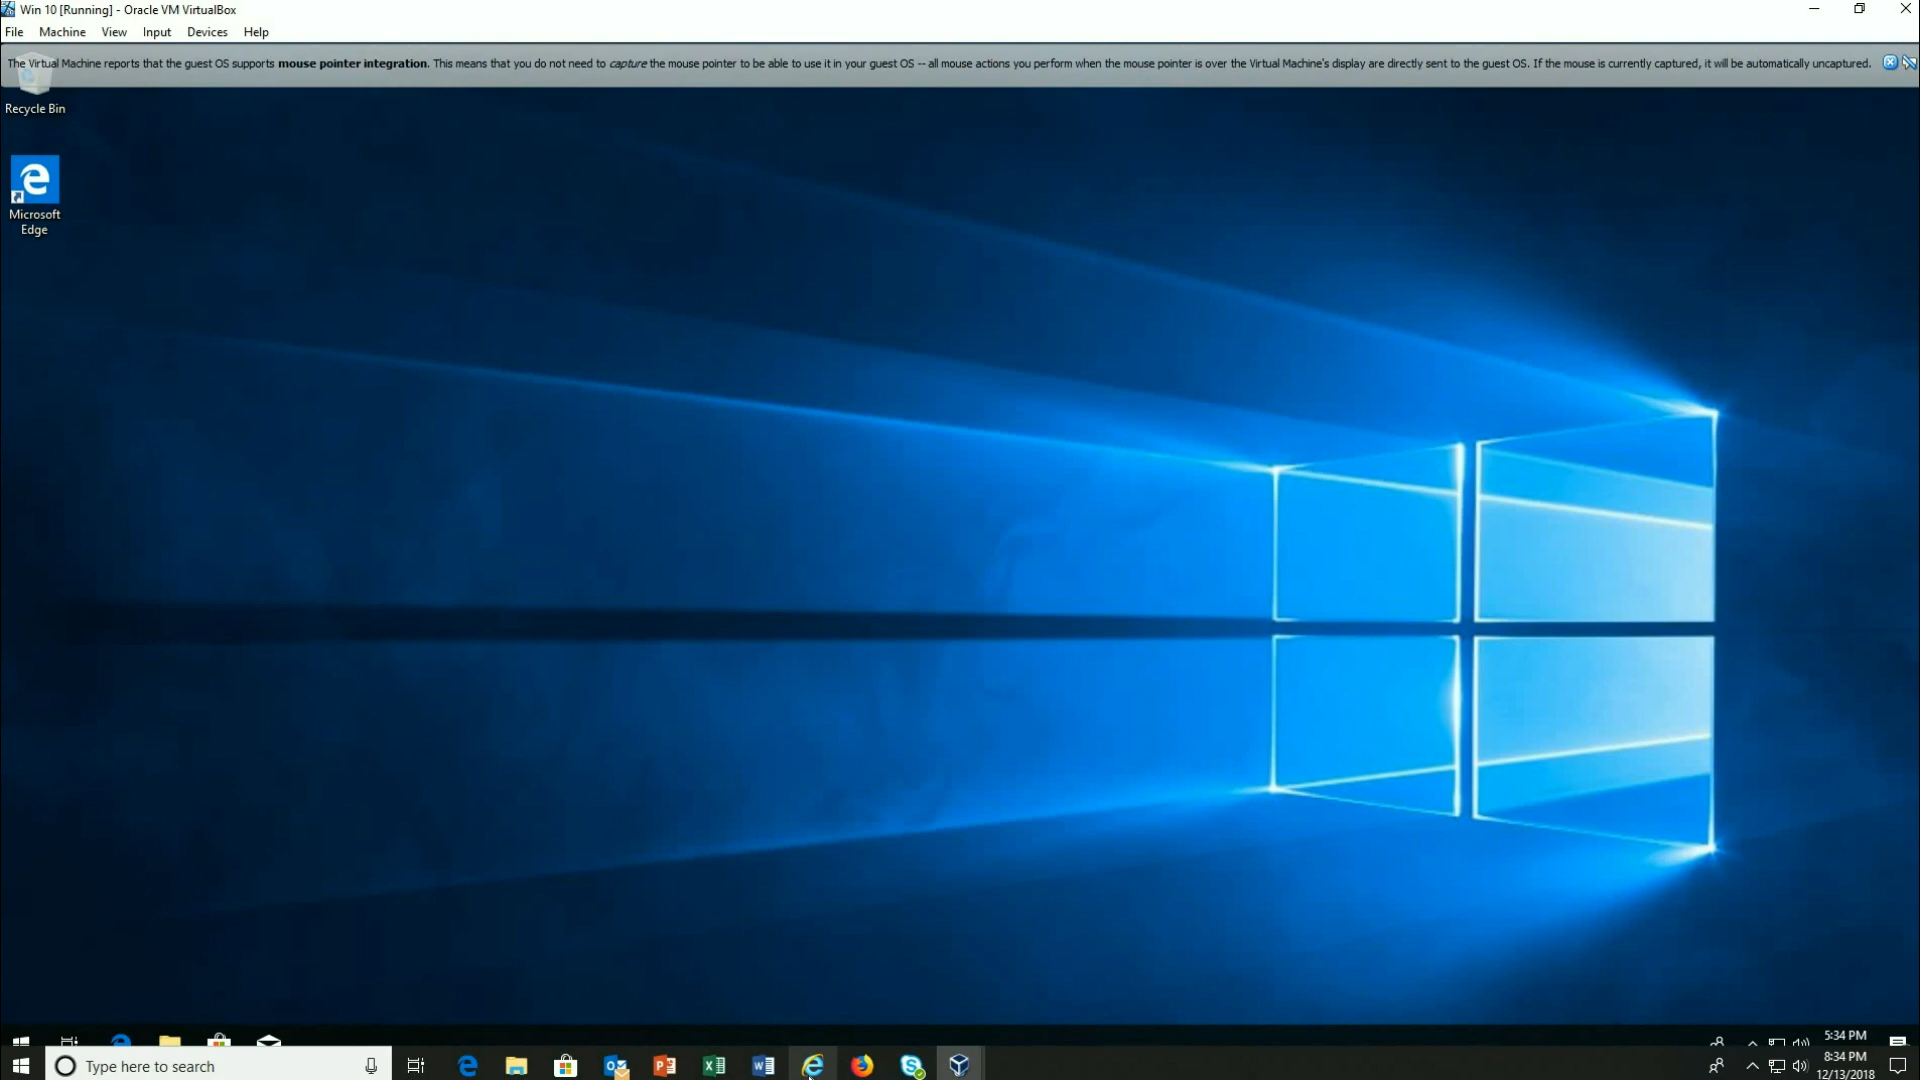 Win 10 [Running] - Oracle VM VirtualBox
File Machine View Input Devices Help
The Virtual Machine reports that the guest OS supports mouse pointer integration. This means that you do not need to capture the mouse pointer to be able to use it in your guest OS -- all mouse actions you perform when the mouse pointer is over the Virtual Machine's display are directly sent to the guest OS. If the mouse is currently captured, it will be automatically uncaptured.
Recycle Bin
Microsoft
Edge
5:34 PM
Type here to search
8:34 PM
12/13/2018